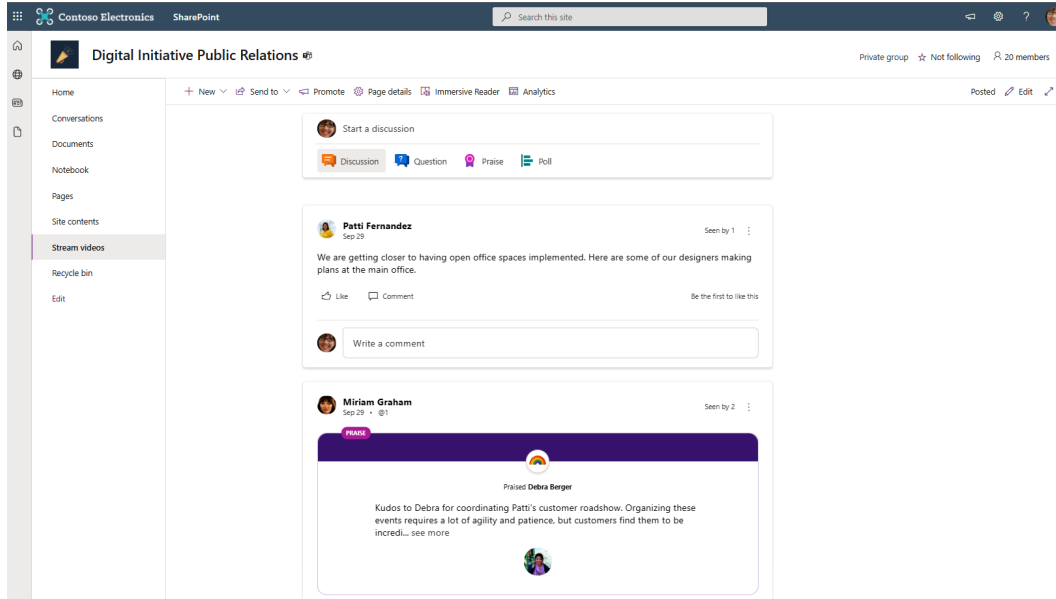 Contoso Electronics SharePoint Search this site ?
Digital Initiative Public Relations
Private group Not following 20 members
Home
Conversations
Documents
Notebook
Pages
Site contents
Stream videos
Recycle bin
Edit
New Send to Promote Page details Immersive Reader Analytics
Posted Edit
Start a discussion
Discussion ? Question Praise Poll
Patti Fernandez
Sep 29
Seen by 1
We are getting closer to having open office spaces implemented. Here are some of our designers making
plans at the main office.
Like Comment Be the first to like this
Write a comment
Miriam Graham
Sep 29 • @1
Seen by 2
PRAISE
Praised Debra Berger
Kudos to Debra for coordinating Patti's customer roadshow. Organizing these
events requires a lot of agility and patience, but customers find them to be
incredi... see more